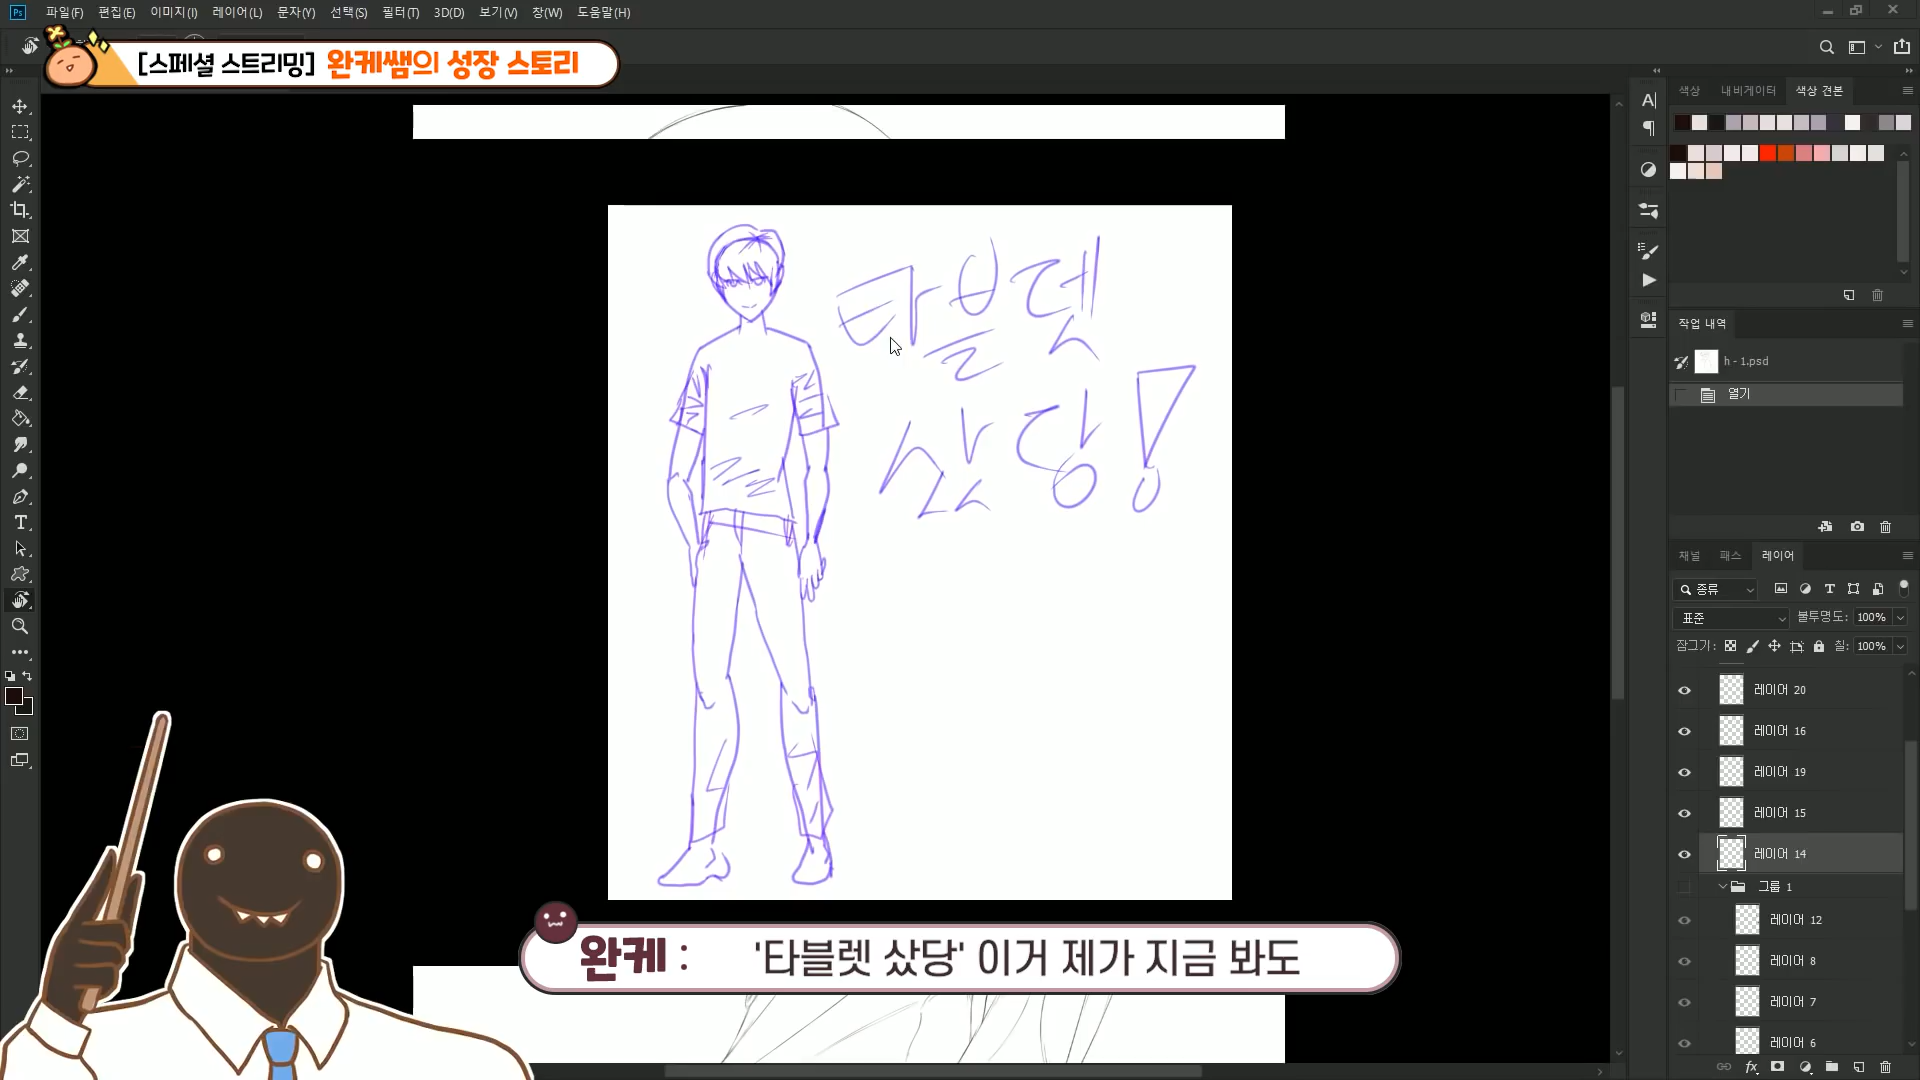 Ps 파일(F) 편집(E) 이미지(I) 레이어(L) 문자(Y) 선택(S) 필터(T) 3D(D) 보기(V) 창(W) 도움말(H)
[스페셜 스트리밍] 완케쌤의 성장 스토리
색상 내비게이터 색상 견본
타블렛
샀당!
작업 내역
h - 1.psd
열기
채널 패스 레이어
종류
표준 불투명도: 100%
잠그기: 칠: 100%
레이어 20
레이어 16
레이어 19
레이어 15
레이어 14
그룹 1
레이어 12
레이어 8
레이어 7
레이어 6
fx
완케 : '타블렛 샀당' 이거 제가 지금 봐도